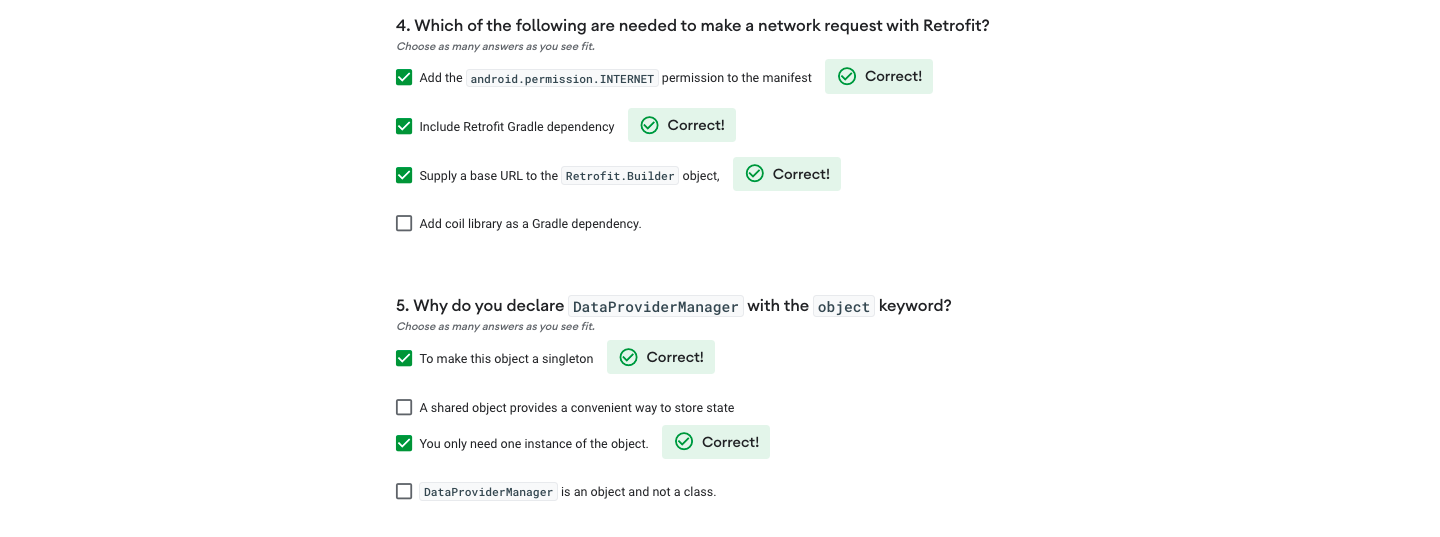 4. Which of the following are needed to make a network request with Retrofit?
Choose as many answers as you see fit.
Add the android.permission.INTERNET permission to the manifest Correct!
Include Retrofit Gradle dependency Correct!
Supply a base URL to the Retrofit.Builder object, Correct!
Add coil library as a Gradle dependency.
5. Why do you declare DataProviderManager with the object keyword?
Choose as many answers as you see fit.
To make this object a singleton Correct!
A shared object provides a convenient way to store state
You only need one instance of the object. Correct!
DataProviderManager is an object and not a class.